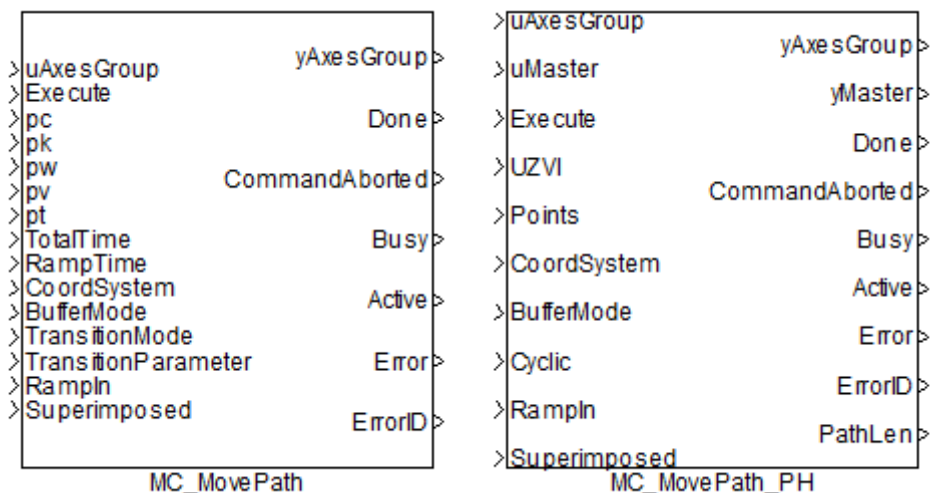 uAxesGroup
Execute
pc
pk
pw
pv
pt
TotalTime
RampTime
CoordSystem
BufferMode
TransitionMode
TransitionParameter
RampIn
Superimposed
yAxesGroup
Done
CommandAborted
Busy
Active
Error
ErrorID
MC_MovePath
uAxesGroup
uMaster
Execute
UZVI
Points
CoordSystem
BufferMode
Cyclic
RampIn
Superimposed
yAxesGroup
yMaster
Done
CommandAborted
Busy
Active
Error
ErrorID
PathLen
MC_MovePath_PH